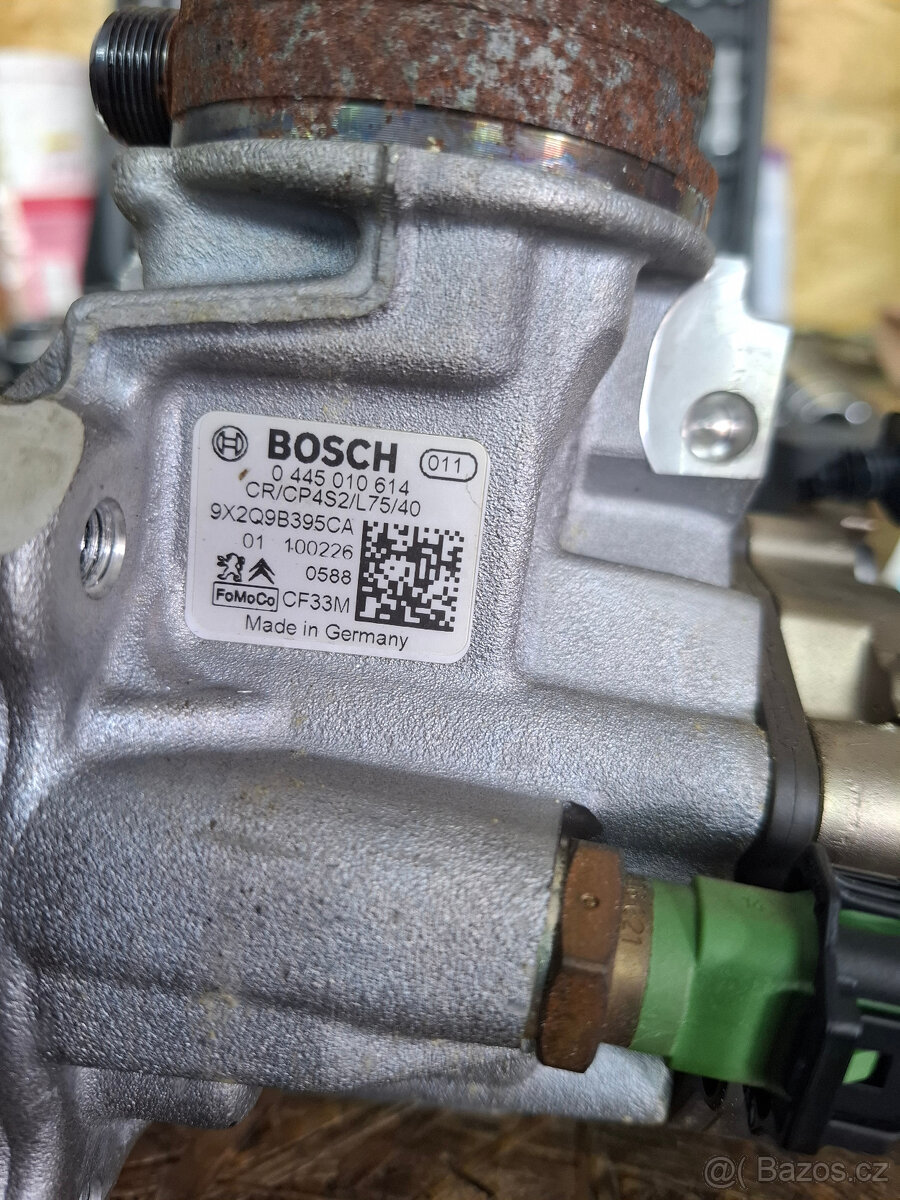 BOSCH 011
0 445 010 614
CR/CP4S2/L75/40
9X2Q9B395CA
01 100226
0588
FoMoCo CF33M
Made in Germany
@( Bazos.cz